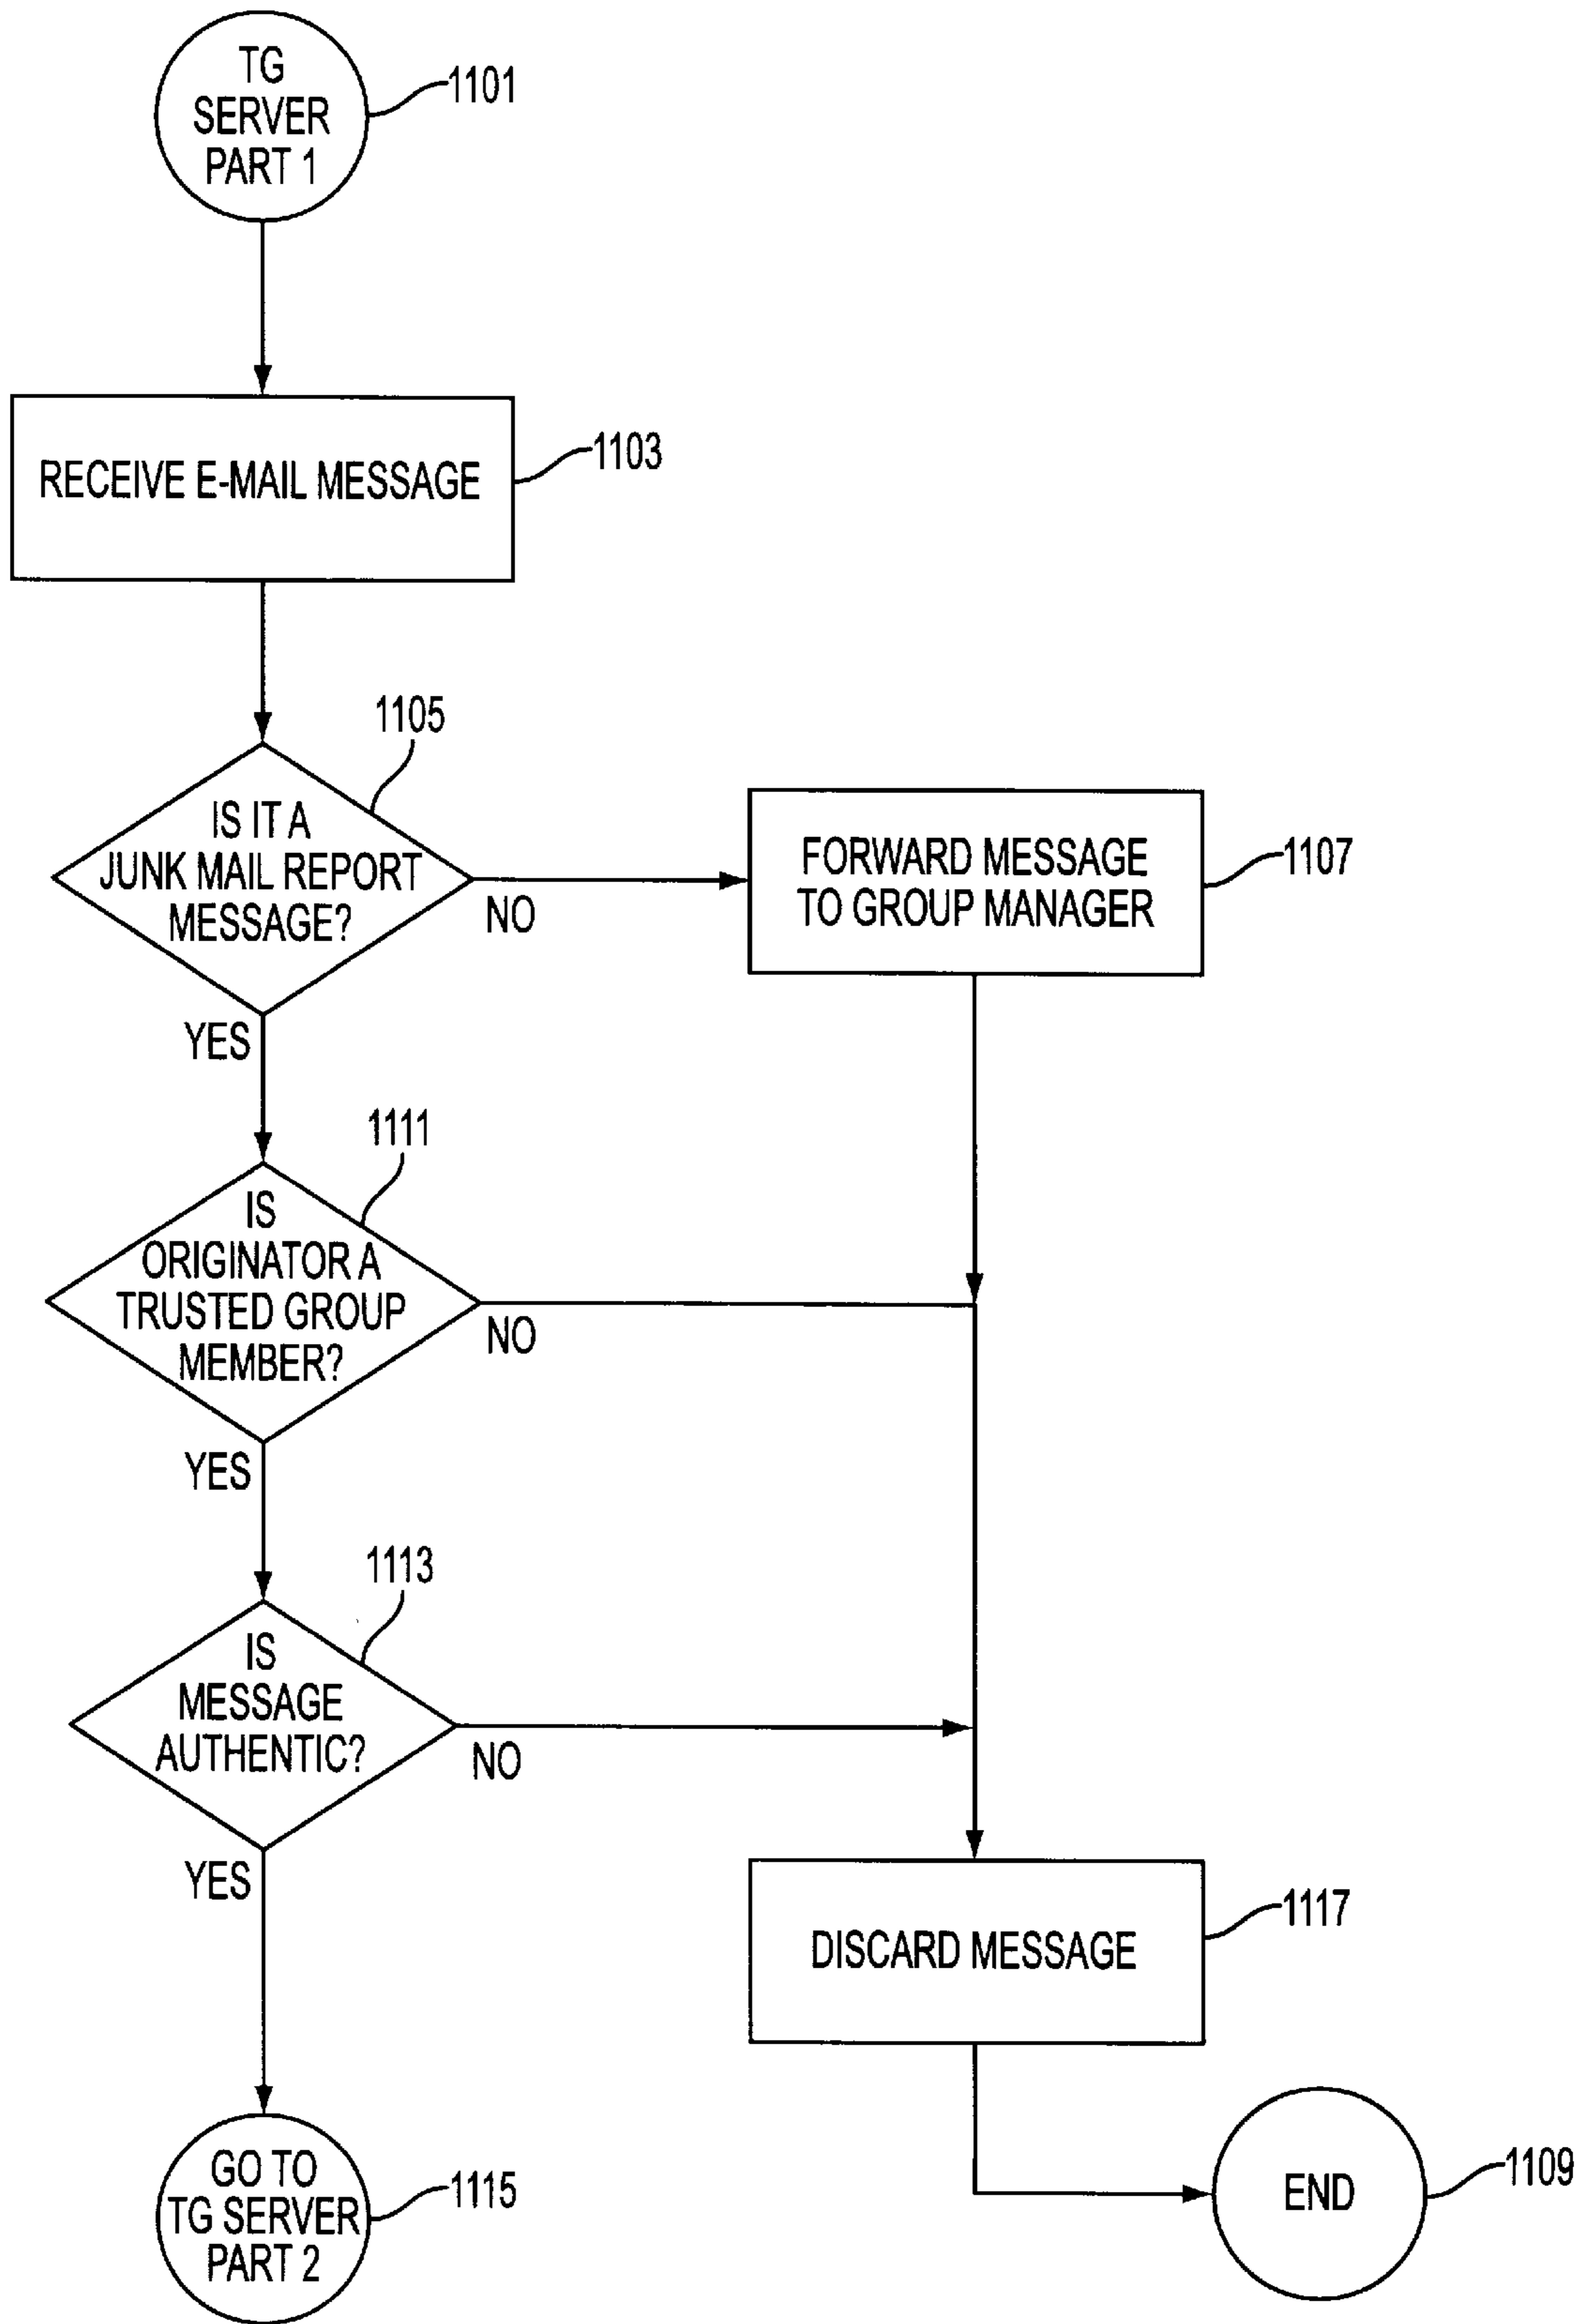 TG
SERVER
PART 1
1101
RECEIVE E-MAIL MESSAGE
1103
1105
IS IT A
JUNK MAIL REPORT
MESSAGE?
NO
YES
FORWARD MESSAGE
TO GROUP MANAGER
1107
1111
IS
ORIGINATOR A
TRUSTED GROUP
MEMBER?
NO
YES
1113
IS
MESSAGE
AUTHENTIC?
NO
YES
DISCARD MESSAGE
1117
GO TO
TG SERVER
PART 2
1115
END
1109